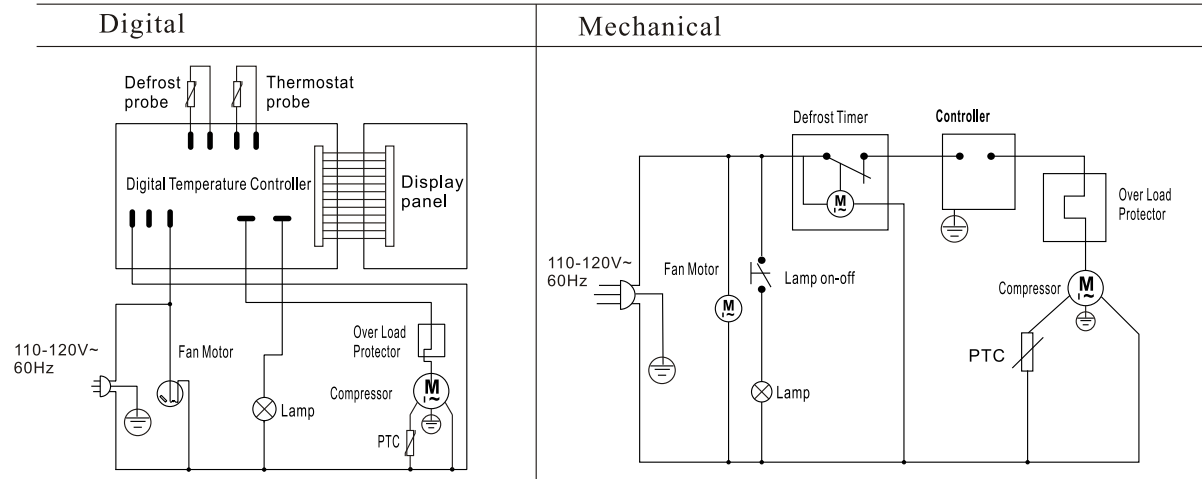 Digital
Mechanical
Defrost
probe
Thermostat
probe
Digital Temperature Controller
Display
panel
110-120V~
60Hz
Fan Motor
Lamp
Over Load
Protector
Compressor
M
~
PTC
Defrost Timer
M
~
Controller
Over Load
Protector
110-120V~
60Hz
Fan Motor
M
~
Lamp on-off
Lamp
Compressor
M
~
PTC